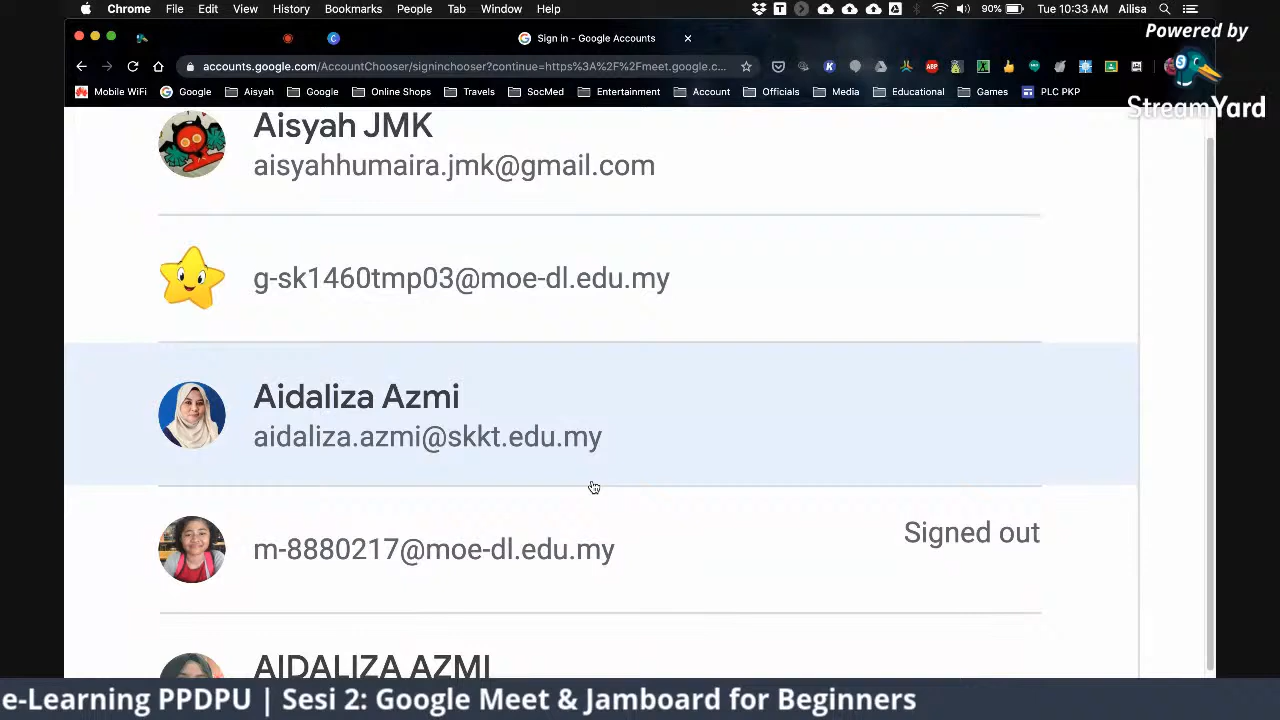 Chrome File Edit View History Bookmarks People Tab Window Help 90% Tue 10:33 AM Ailisa
Powered by
StreamYard
Sign in - Google Accounts
accounts.google.com/AccountChooser/signinchooser?continue=https%3A%2F%2Fmeet.google.c...
Mobile WiFi Google Aisyah Google Online Shops Travels SocMed Entertainment Account Officials Media Educational Games PLC PKP
Aisyah JMK
aisyahhumaira.jmk@gmail.com
g-sk1460tmp03@moe-dl.edu.my
Aidaliza Azmi
aidaliza.azmi@skkt.edu.my
m-8880217@moe-dl.edu.my
Signed out
AIDALIZA AZMI
e-Learning PPDPU | Sesi 2: Google Meet & Jamboard for Beginners